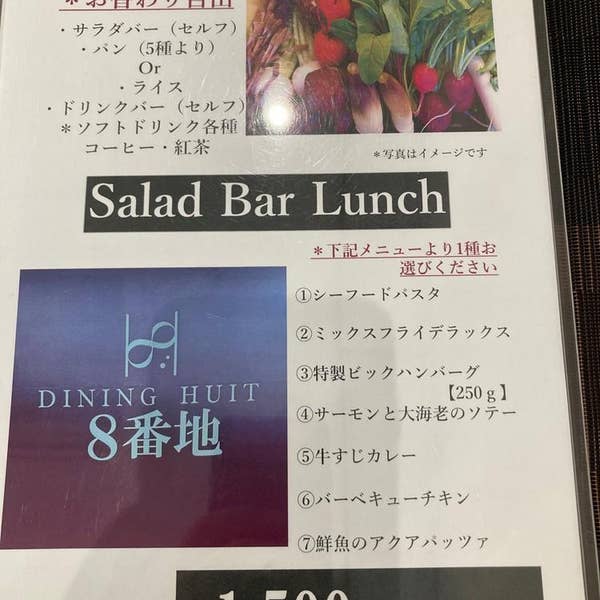 ＊お替わり自由
・サラダバー（セルフ）
・パン（5種より）
Or
・ライス
・ドリンクバー（セルフ）
＊ソフトドリンク各種
コーヒー・紅茶
＊写真はイメージです
Salad Bar Lunch
＊下記メニューより1種お
選びください
①シーフードパスタ
②ミックスフライデラックス
③特製ビックハンバーグ
【250ｇ】
④サーモンと大海老のソテー
⑤牛すじカレー
⑥バーベキューチキン
⑦鮮魚のアクアパッツァ
DINING HUIT
8番地
1,500